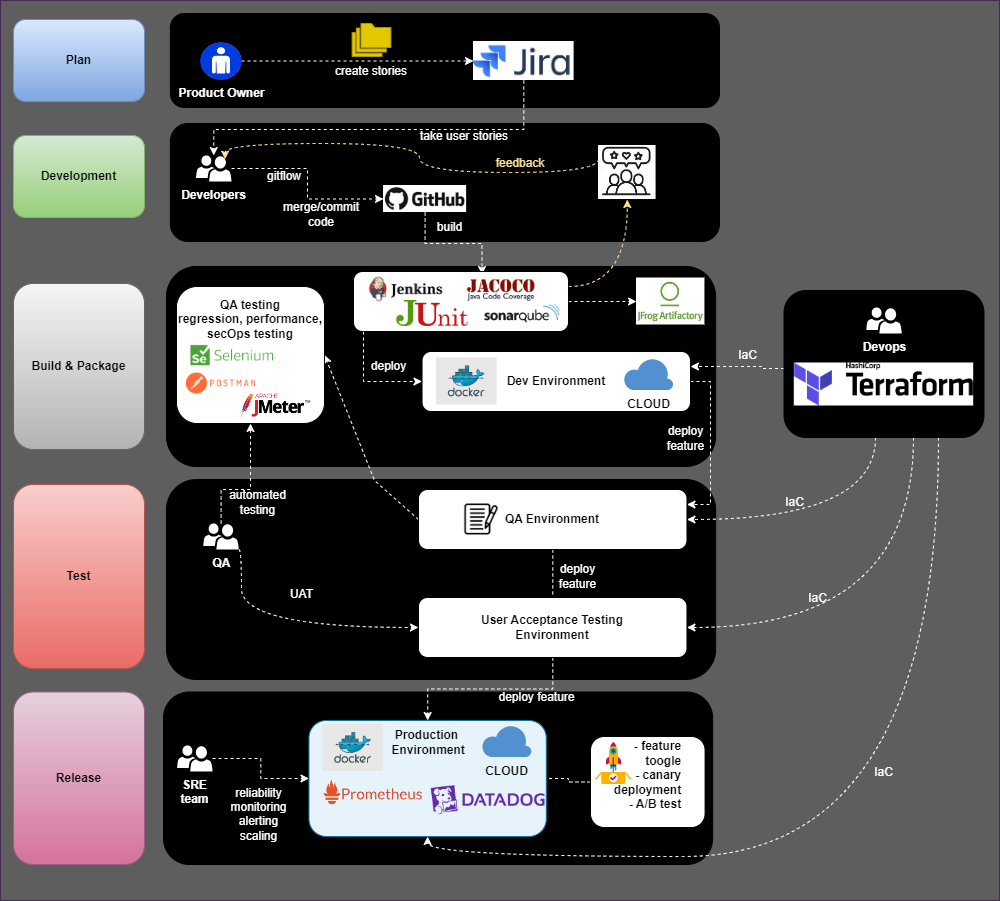 Plan
Product Owner
create stories
Jira
take user stories
Development
Developers
gitflow
merge/commit
code
GitHub
build
feedback
Build & Package
QA testing
regression, performance,
secOps testing
Se Selenium
POSTMAN
APACHE
JMeter™
Jenkins
JACOCO
Java Code Coverage
JUnit
sonarqube
JFrog Artifactory
deploy
docker
Dev Environment
CLOUD
IaC
deploy
feature
Devops
HashiCorp
Terraform
Test
automated
testing
QA
UAT
QA Environment
IaC
deploy
feature
User Acceptance Testing
Environment
IaC
deploy feature
Release
SRE
team
reliability
monitoring
alerting
scaling
docker
Production
Environment
CLOUD
Prometheus
DATADOG
- feature
toogle
- canary
deployment
- A/B test
IaC